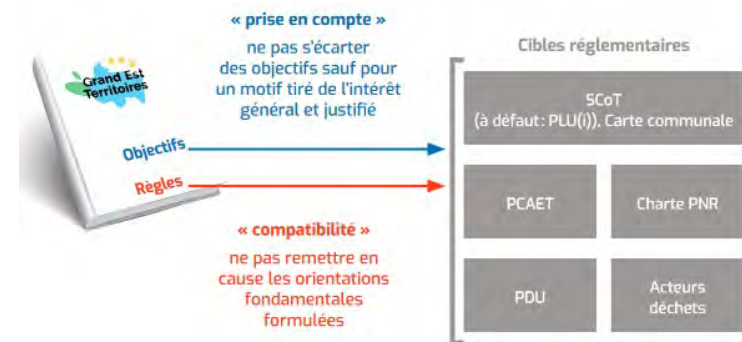 « prise en compte »
ne pas s'écarter
des objectifs sauf pour
un motif tiré de l'intérêt
général et justifié
Grand Est
Territoires
Objectifs
Règles
« compatibilité »
ne pas remettre en
cause les orientations
fondamentales
formulées
Cibles réglementaires
SCoT
(à défaut : PLU(i)), Carte communale
PCAET
Charte PNR
PDU
Acteurs
déchets